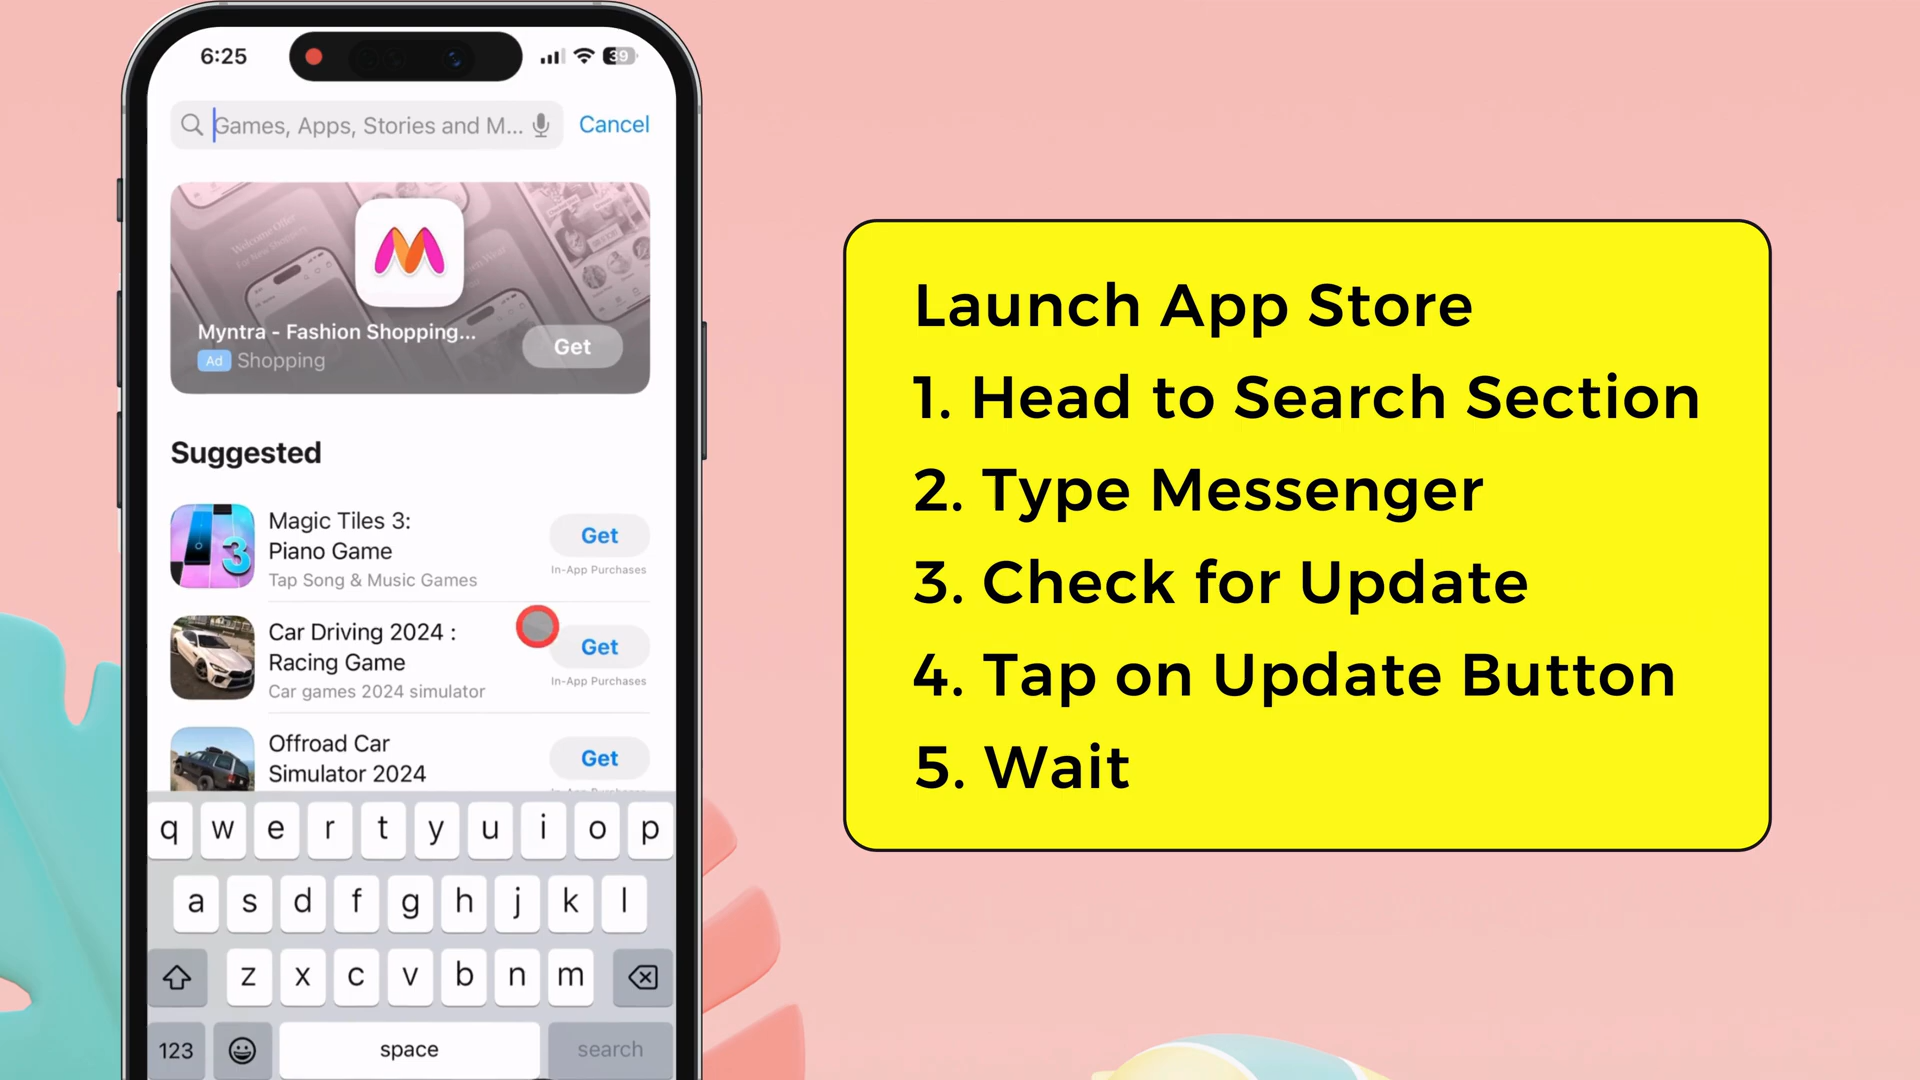 6:25
39
Games, Apps, Stories and M...
Cancel
Myntra - Fashion Shopping...
Get
Ad Shopping
Suggested
Magic Tiles 3:
Piano Game
Tap Song & Music Games
Get
In-App Purchases
3
Car Driving 2024 :
Racing Game
Car games 2024 simulator
Get
In-App Purchases
Offroad Car
Simulator 2024
Get
q w e r t y u i o p
a s d f g h j k l
z x c v b n m
123
space
search
Launch App Store
1. Head to Search Section
2. Type Messenger
3. Check for Update
4. Tap on Update Button
5. Wait